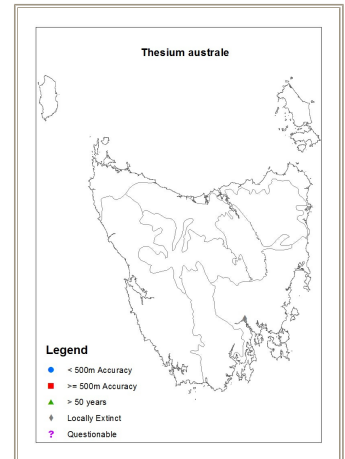 Thesium australe
Legend
< 500m Accuracy
>= 500m Accuracy
> 50 years
Locally Extinct
? Questionable